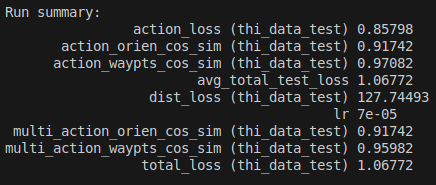 Run summary:
action_loss (thi_data_test) 0.85798
action_orien_cos_sim (thi_data_test) 0.91742
action_waypts_cos_sim (thi_data_test) 0.97082
avg_total_test_loss 1.06772
dist_loss (thi_data_test) 127.74493
lr 7e-05
multi_action_orien_cos_sim (thi_data_test) 0.91742
multi_action_waypts_cos_sim (thi_data_test) 0.95982
total_loss (thi_data_test) 1.06772